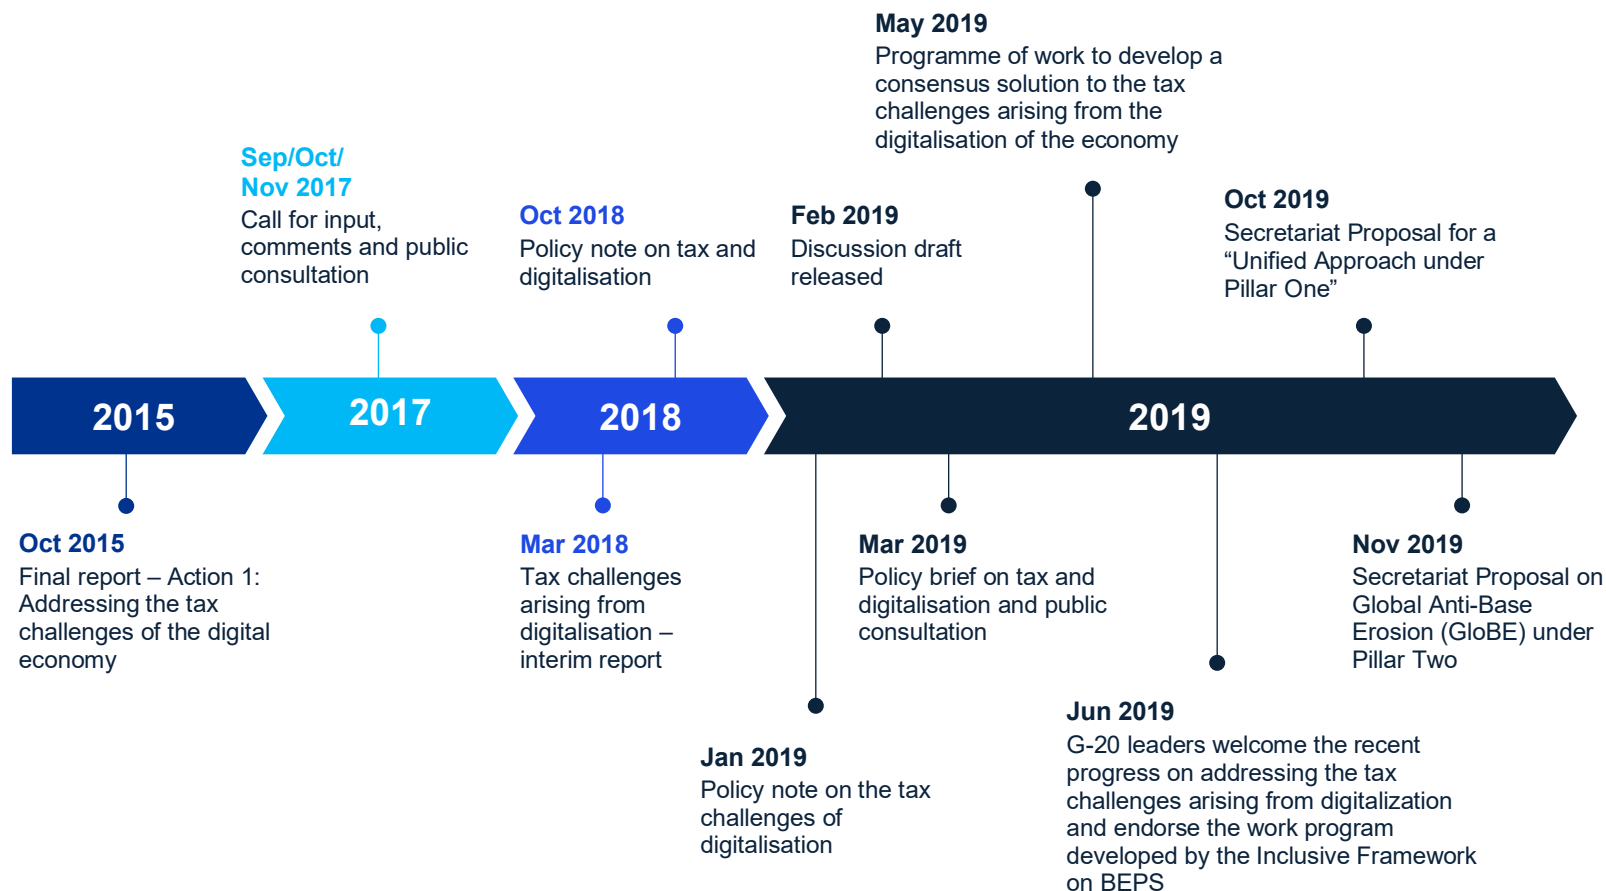 May 2019
Programme of work to develop a
consensus solution to the tax
challenges arising from the
digitalisation of the economy
Sep/Oct/
Nov 2017
Call for input,
comments and public
consultation
Oct 2018
Policy note on tax and
digitalisation
Feb 2019
Discussion draft
released
Oct 2019
Secretariat Proposal for a
“Unified Approach under
Pillar One”
2015
2017
2018
2019
Oct 2015
Final report – Action 1:
Addressing the tax
challenges of the digital
economy
Mar 2018
Tax challenges
arising from
digitalisation –
interim report
Jan 2019
Policy note on the tax
challenges of
digitalisation
Mar 2019
Policy brief on tax and
digitalisation and public
consultation
Jun 2019
G-20 leaders welcome the recent
progress on addressing the tax
challenges arising from digitalization
and endorse the work program
developed by the Inclusive Framework
on BEPS
Nov 2019
Secretariat Proposal on
Global Anti-Base
Erosion (GloBE) under
Pillar Two